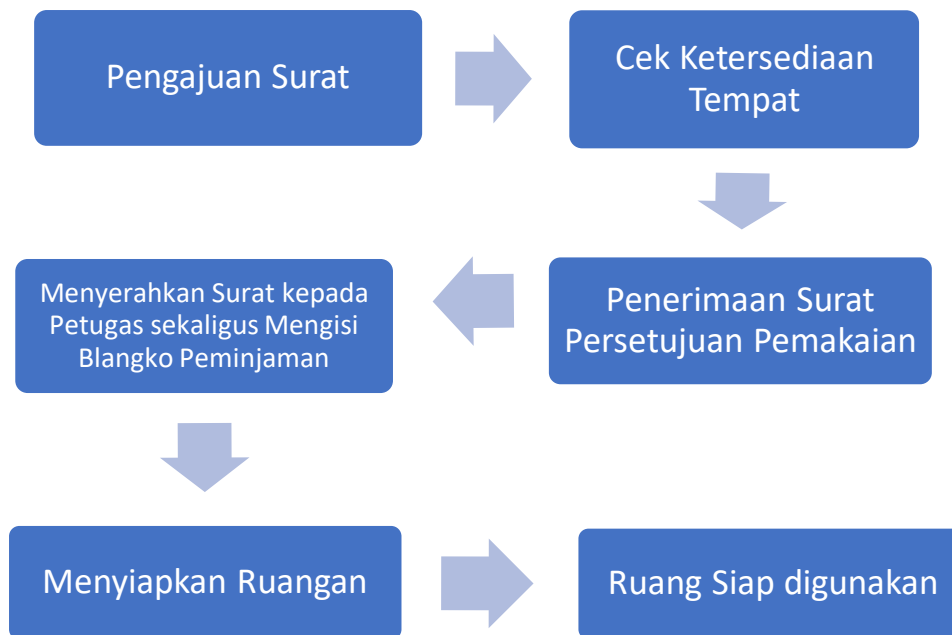 Pengajuan Surat
Cek Ketersediaan
Tempat
Penerimaan Surat
Persetujuan Pemakaian
Menyerahkan Surat kepada
Petugas sekaligus Mengisi
Blangko Peminjaman
Menyiapkan Ruangan
Ruang Siap digunakan